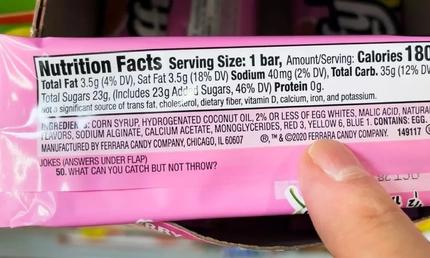 Nutrition Facts Serving Size: 1 bar, Amount/Serving: Calories 180
Total Fat 3.5g (4% DV), Sat Fat 3.5g (18% DV) Sodium 40mg (2% DV), Total Carb. 35g (12% DV
Total Sugars 23g, (Includes 23g Added Sugars, 46% DV) Protein 0g.
Not a significant source of trans fat, cholesterol, dietary fiber, vitamin D, calcium, iron, and potassium.
INGREDIEN S: CORN SYRUP, HYDROGENATED COCONUT OIL, 2% OR LESS OF EGG WHITES, MALIC ACID, NATURAL
FLAVORS, SODIUM ALGINATE, CALCIUM ACETATE, MONOGLYCERIDES, RED 3, YELLOW 6, BLUE 1. CONTAINS: EGG.
MANUFACTURED BY FERRARA CANDY COMPANY, CHICAGO, IL 60607 ®,™ & ©2020 FERRARA CANDY COMPANY. 149117
JOKES (ANSWERS UNDER FLAP)
50. WHAT CAN YOU CATCH BUT NOT THROW?